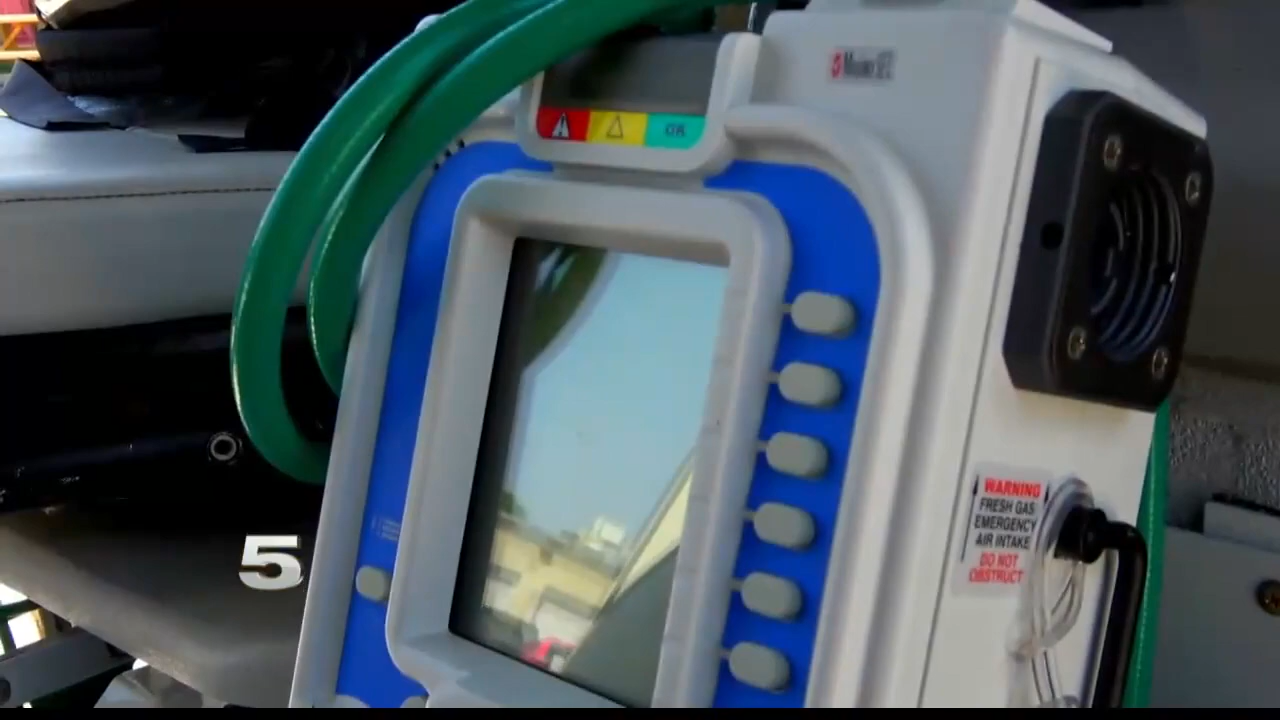 OK
WARNING
FRESH GAS
EMERGENCY
AIR INTAKE
DO NOT
OBSTRUCT
5